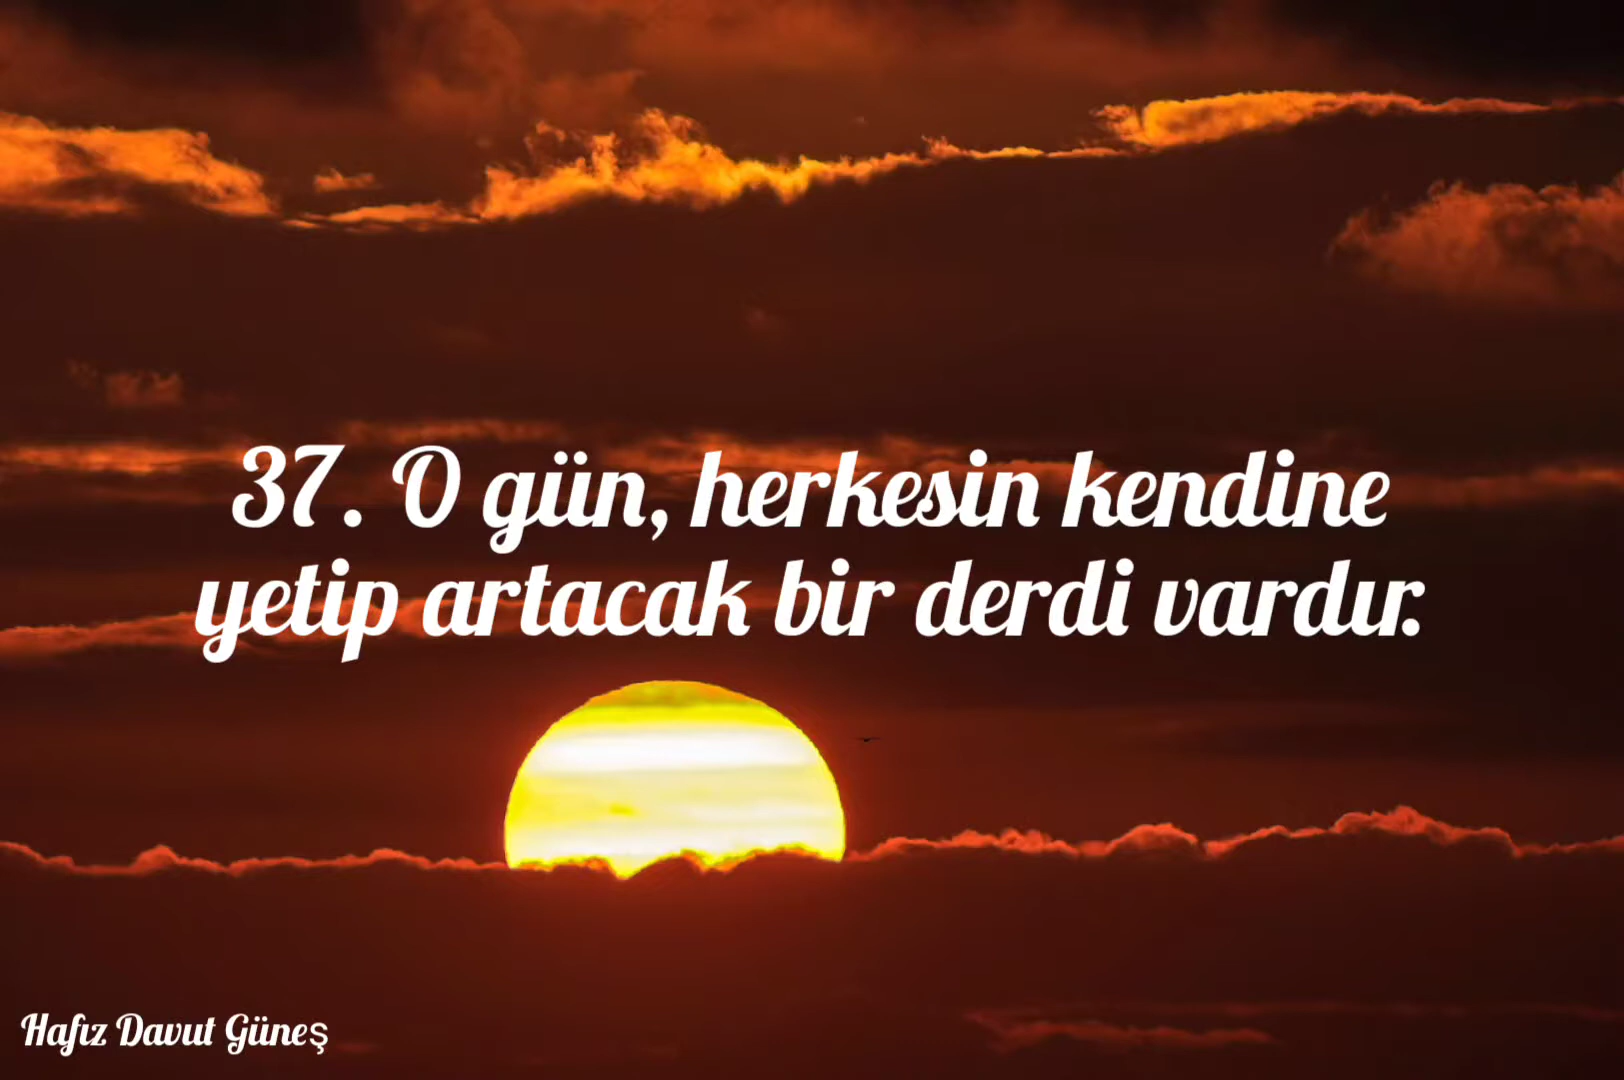 37. O gün, herkesin kendine
yetip artacak bir derdi vardır.
Hafız Davut Güneş